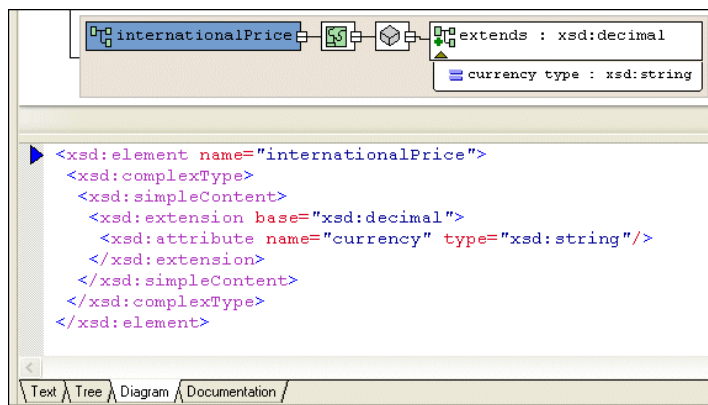 internationalPrice
extends : xsd:decimal
currency type : xsd:string
<xsd:element name="internationalPrice">
<xsd:complexType>
<xsd:simpleContent>
<xsd:extension base="xsd:decimal">
<xsd:attribute name="currency" type="xsd:string"/>
</xsd:extension>
</xsd:simpleContent>
</xsd:complexType>
</xsd:element>
Text Tree Diagram Documentation